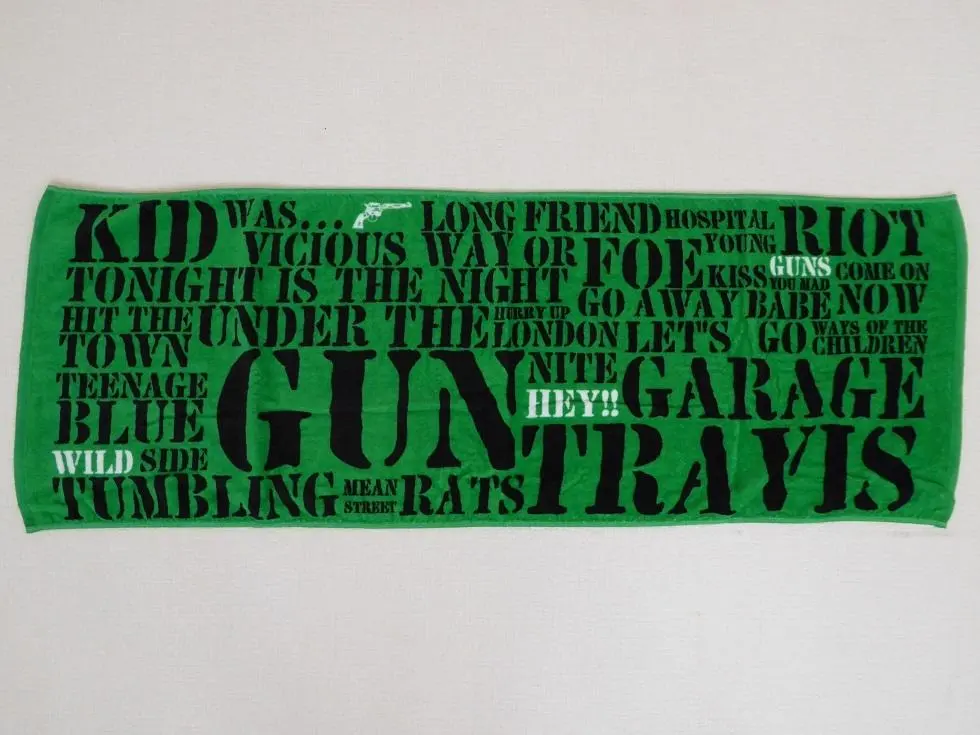 KID WAS... LONG FRIEND HOSPITAL RIOT
VICIOUS WAY OR FOE YOUNG GUNS
TONIGHT IS THE NIGHT KISS YOU MAD COME ON
GO AWAY BABE NOW
HIT THE TOWN UNDER THE HURRY UP
LONDON LET'S GO WAYS OF THE CHILDREN
NITE
TEENAGE GUN GARAGE
BLUE HEY!!
WILD SIDE TRAVIS
TUMBLING MEAN STREET RATS